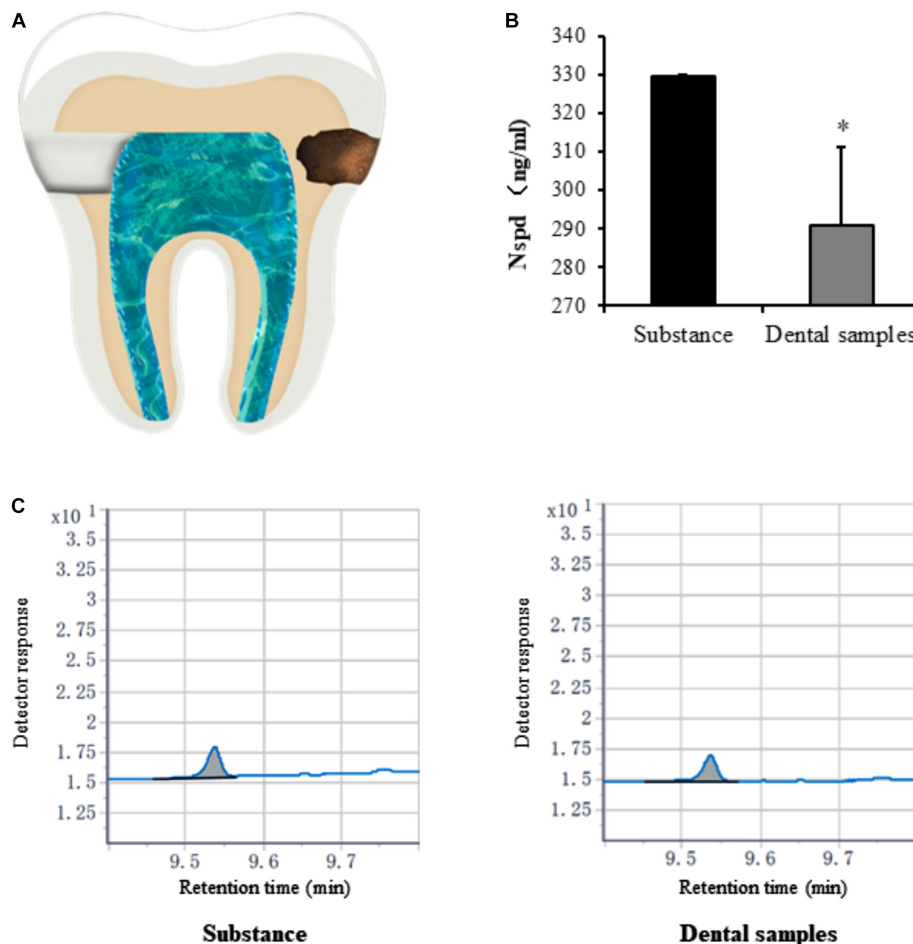 A
B
Nspd （ng/ml)
340
330
320
310
300
290
280
270
*
Substance
Dental samples
C
x10 1
3.5
3.25
3
2.75
2.5
2.25
2
1.75
1.5
1.25
Detector response
9.5
9.6
9.7
Retention time (min)
Substance
x10 1
3.5
3.25
3
2.75
2.5
2.25
2
1.75
1.5
1.25
Detector response
9.5
9.6
9.7
Retention time (min)
Dental samples